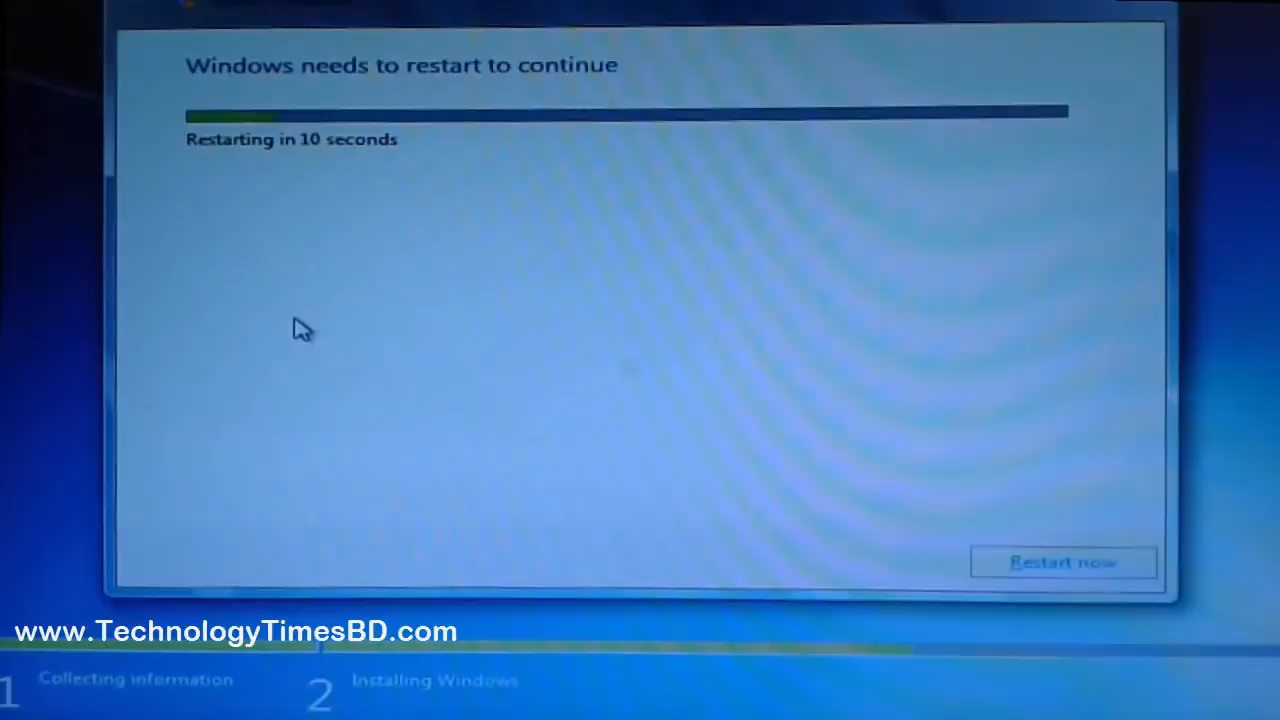 Windows needs to restart to continue
Restarting in 10 seconds
Restart now
www.TechnologyTimesBD.com
1 Collecting information 2 Installing Windows